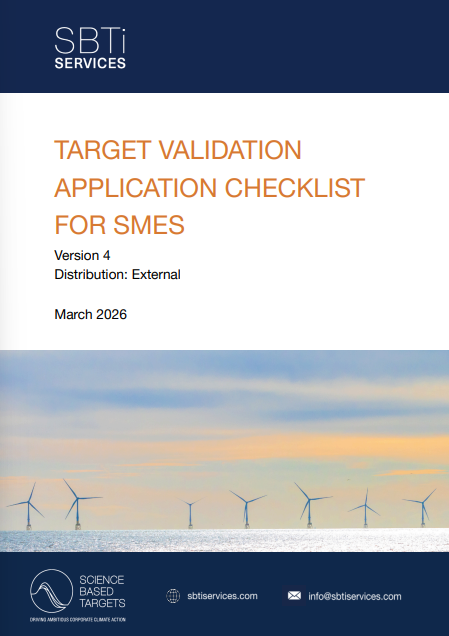 SBTi
SERVICES
TARGET VALIDATION
APPLICATION CHECKLIST
FOR SMES
Version 4
Distribution: External
March 2026
SCIENCE
BASED
TARGETS
DRIVING AMBITIOUS CORPORATE CLIMATE ACTION
sbtiservices.com
info@sbtiservices.com